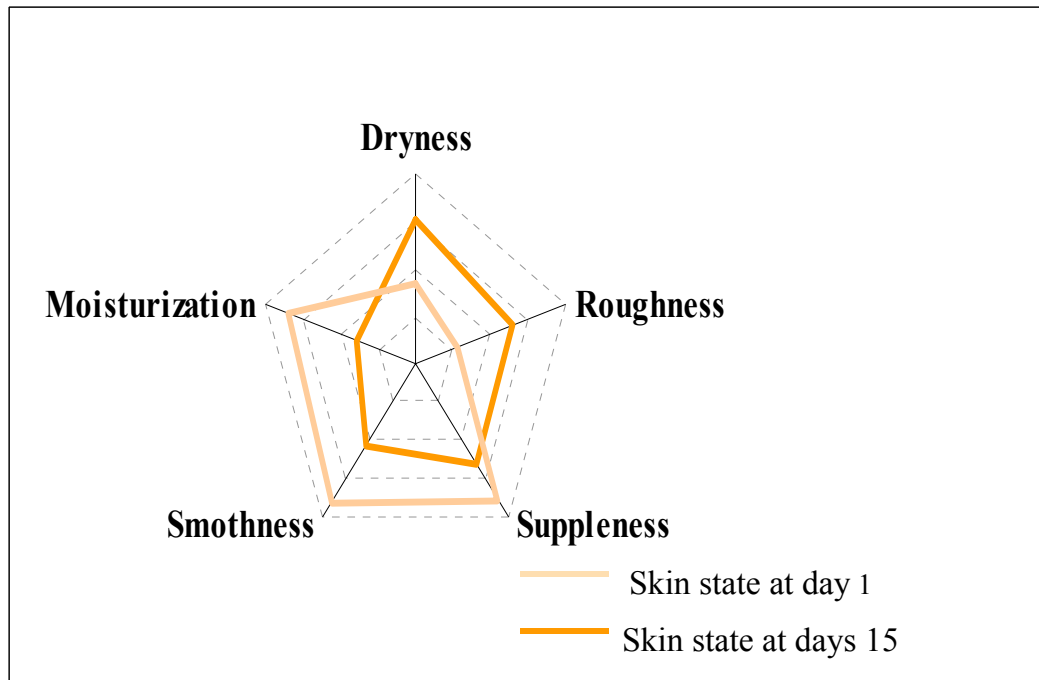 Dryness
Moisturization
Roughness
Smothness
Suppleness
Skin state at day 1
Skin state at days 15